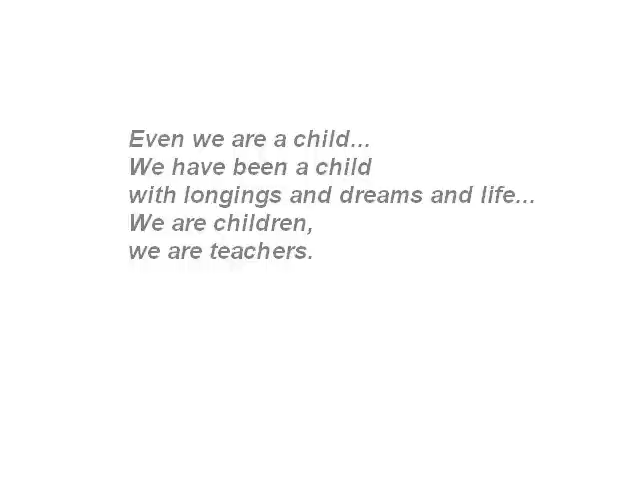 Even we are a child...
We have been a child
with longings and dreams and life...
We are children,
we are teachers.